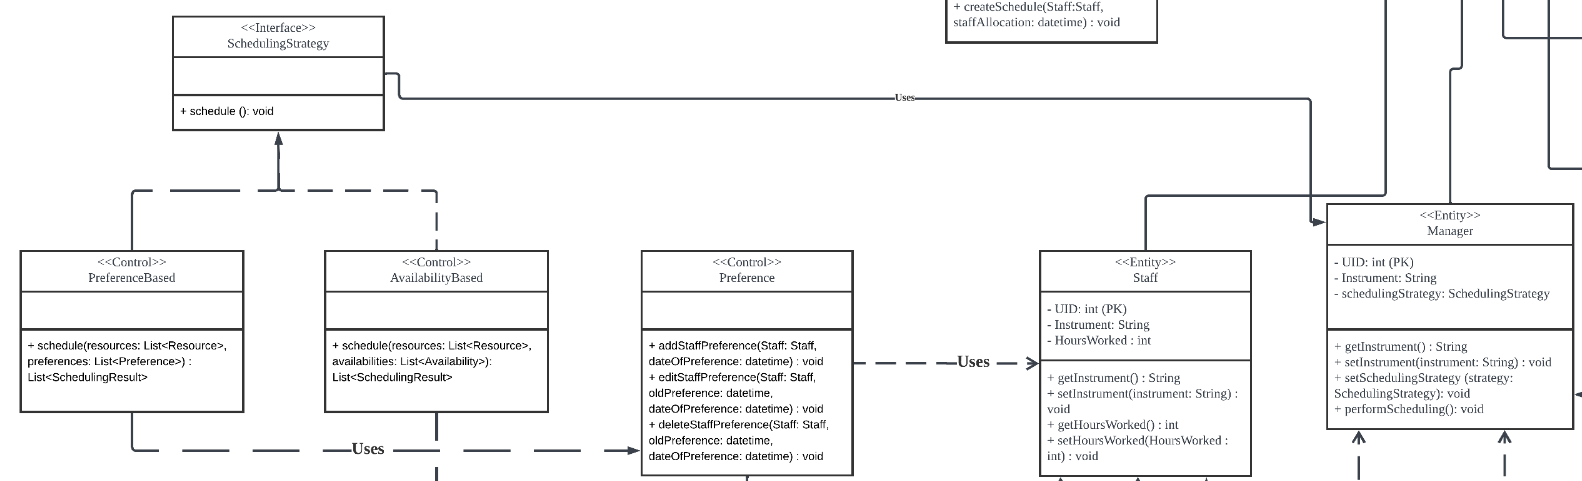 + createSchedule(Staff:Staff,
staffAllocation: datetime) : void
<<Interface>>
SchedulingStrategy
+ schedule (): void
Uses
<<Control>>
PreferenceBased
+ schedule(resources: List<Resource>,
preferences: List<Preference>) :
List<SchedulingResult>
<<Control>>
AvailabilityBased
+ schedule(resources: List<Resource>,
availabilities: List<Availability>):
List<SchedulingResult>
Uses
<<Control>>
Preference
+ addStaffPreference(Staff: Staff,
dateOfPreference: datetime) : void
+ editStaffPreference(Staff: Staff,
oldPreference: datetime,
dateOfPreference: datetime) : void
+ deleteStaffPreference(Staff: Staff,
oldPreference: datetime,
dateOfPreference: datetime) : void
Uses
<<Entity>>
Staff
- UID: int (PK)
- Instrument: String
- HoursWorked : int
+ getInstrument() : String
+ setInstrument(instrument: String) :
void
+ getHoursWorked() : int
+ setHoursWorked(HoursWorked :
int) : void
<<Entity>>
Manager
- UID: int (PK)
- Instrument: String
- schedulingStrategy: SchedulingStrategy
+ getInstrument() : String
+ setInstrument(instrument: String) : void
+ setSchedulingStrategy (strategy:
SchedulingStrategy): void
+ performScheduling(): void